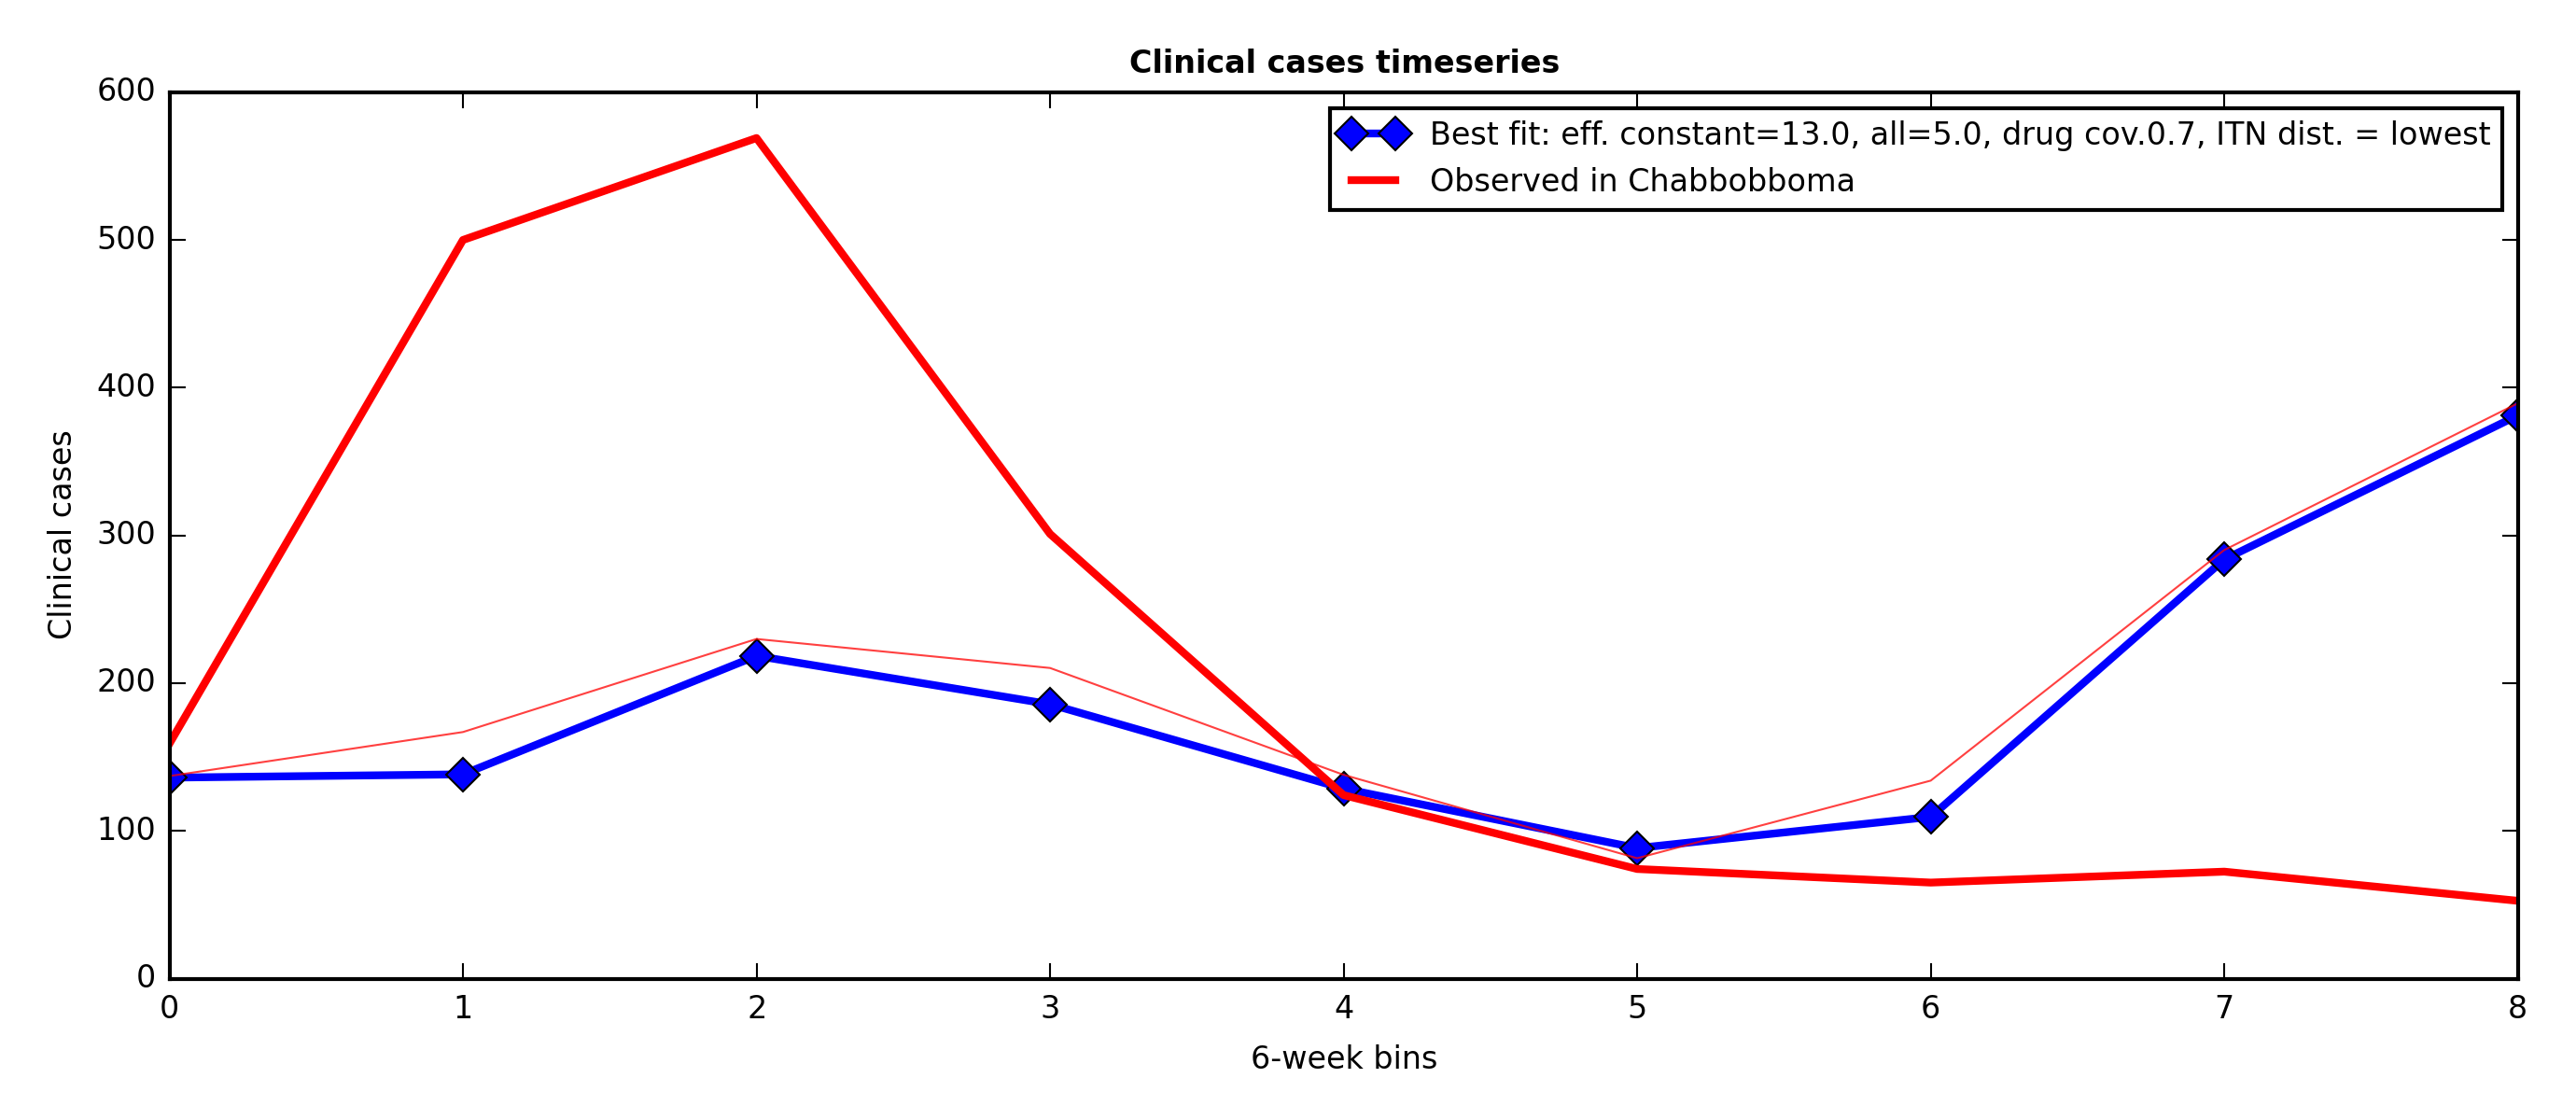 Clinical cases timeseries
600
500
400
300
200
100
0
Clinical cases
Best fit: eff. constant=13.0, all=5.0, drug cov.0.7, ITN dist. = lowest
Observed in Chabbobboma
0 1 2 3 4 5 6 7 8
6-week bins